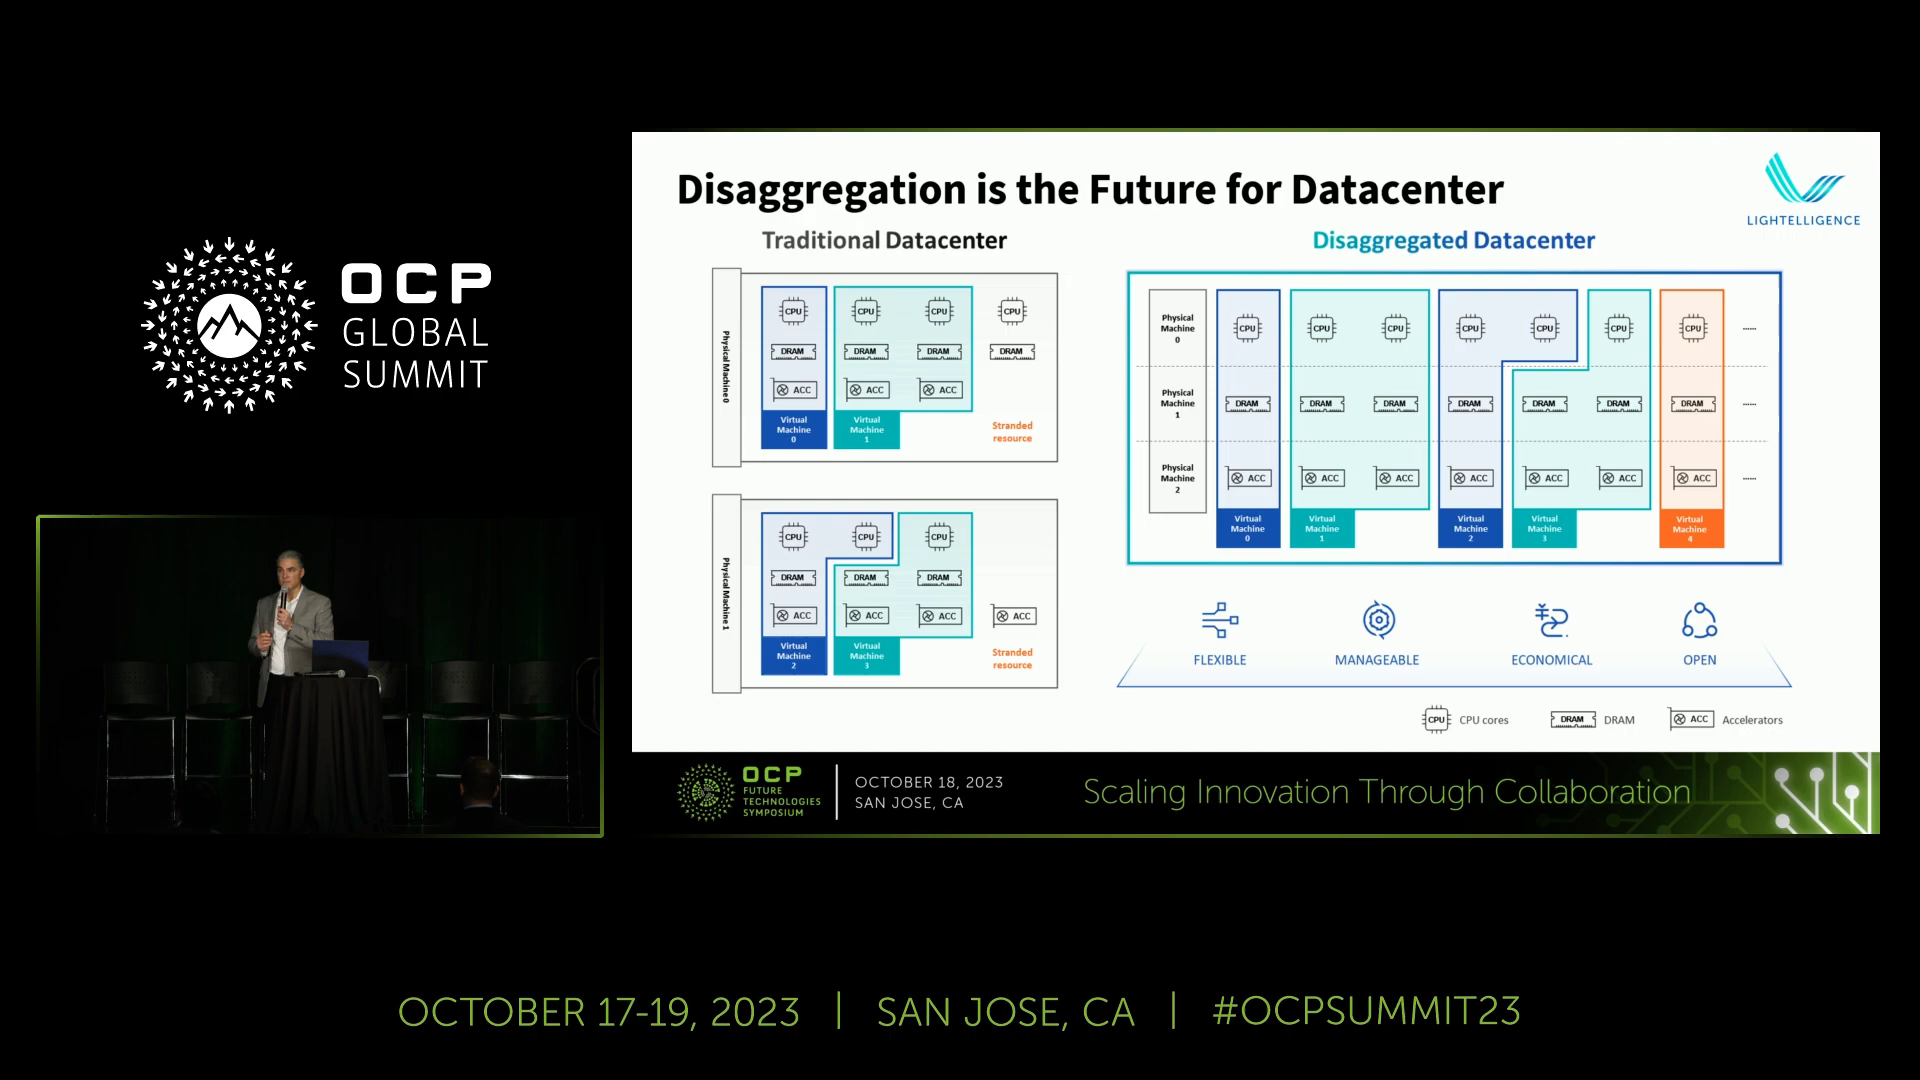 OCP
GLOBAL
SUMMIT
Disaggregation is the Future for Datacenter
LIGHTELLIGENCE
Traditional Datacenter
Physical Machine 0
CPU CPU CPU CPU
DRAM DRAM DRAM DRAM
ACC ACC ACC
Virtual
Machine
0
Virtual
Machine
1
Stranded
resource
Physical Machine 1
CPU CPU CPU
DRAM DRAM DRAM
ACC ACC ACC ACC
Virtual
Machine
2
Virtual
Machine
3
Stranded
resource
Disaggregated Datacenter
Physical
Machine
0
CPU CPU CPU CPU CPU CPU CPU ......
Physical
Machine
1
DRAM DRAM DRAM DRAM DRAM DRAM DRAM ......
Physical
Machine
2
ACC ACC ACC ACC ACC ACC ACC ......
Virtual
Machine
0
Virtual
Machine
1
Virtual
Machine
2
Virtual
Machine
3
Virtual
Machine
4
FLEXIBLE MANAGEABLE ECONOMICAL OPEN
CPU CPU cores DRAM DRAM ACC Accelerators
OCP
FUTURE
TECHNOLOGIES
SYMPOSIUM
OCTOBER 18, 2023
SAN JOSE, CA
Scaling Innovation Through Collaboration
OCTOBER 17-19, 2023 | SAN JOSE, CA | #OCPSUMMIT23